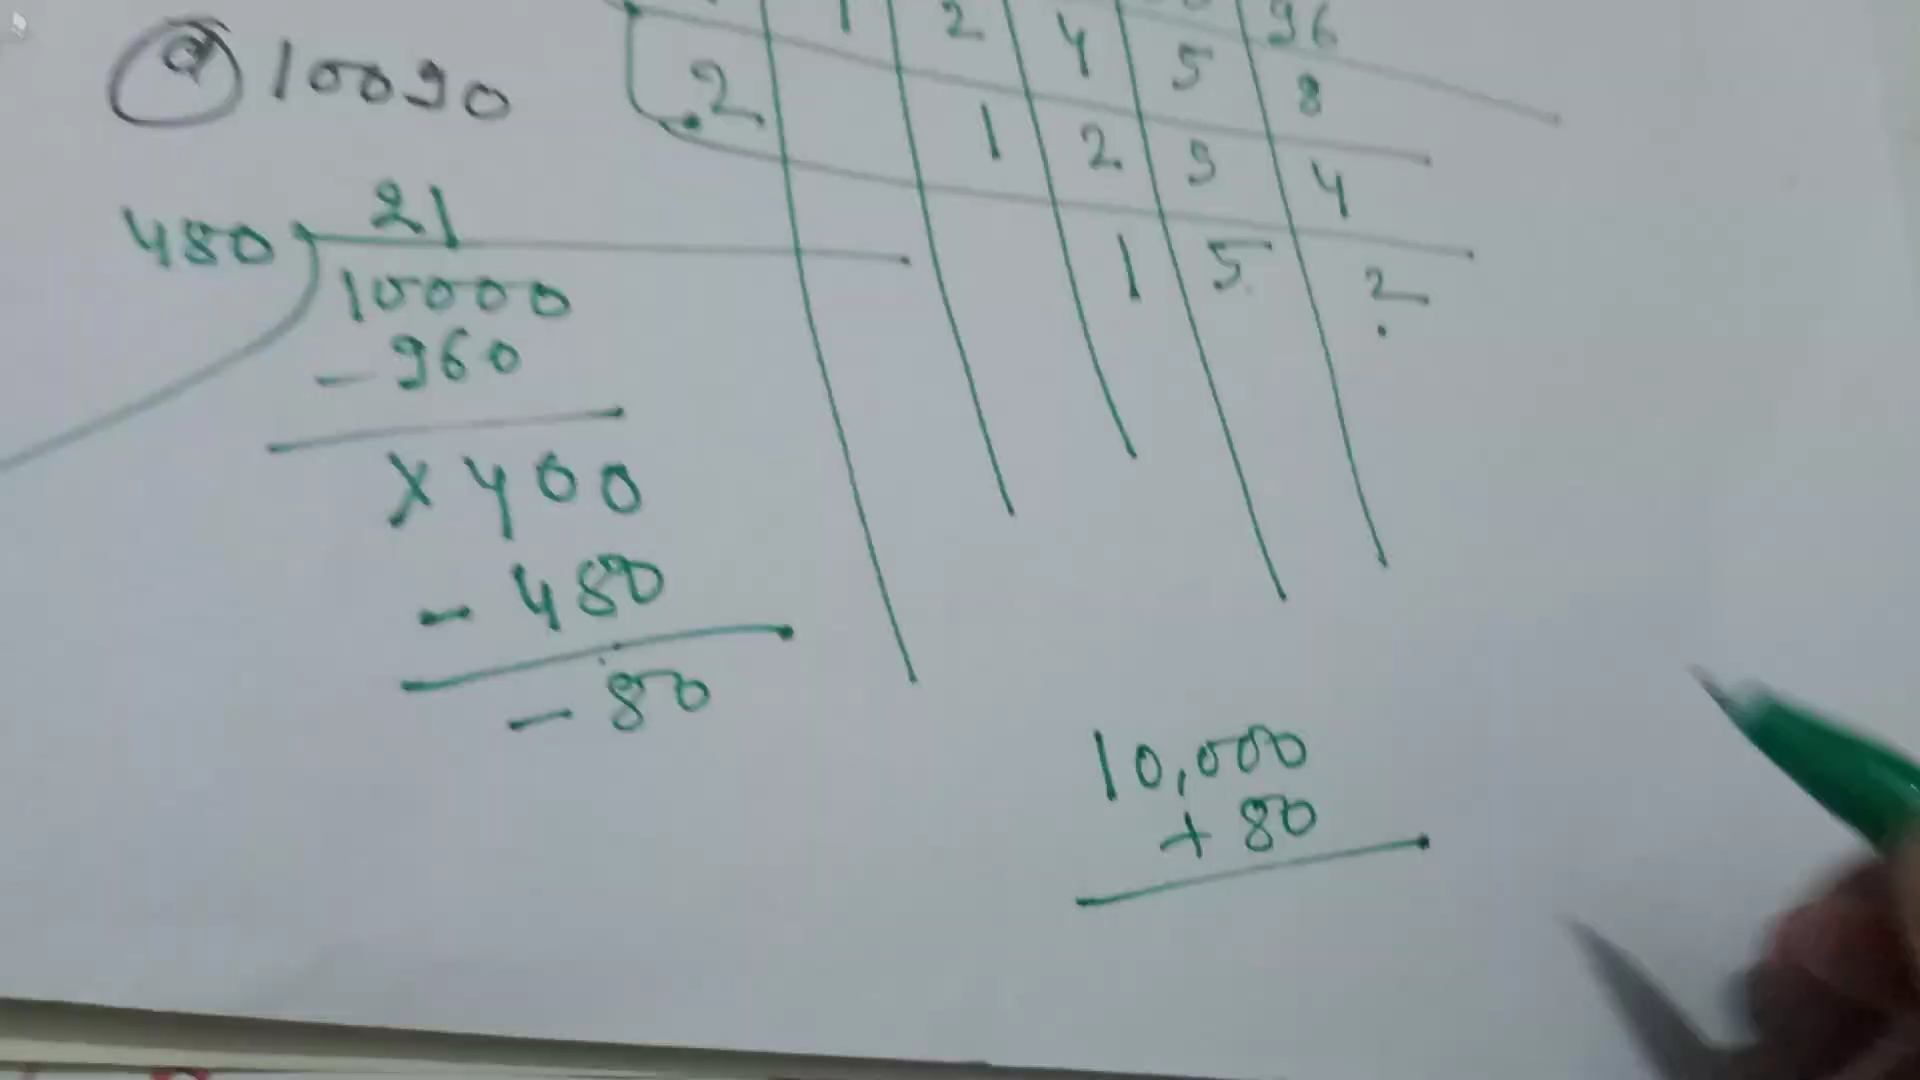 a 10090
1 2 4 96
2 5 8
1 2 3 4
1 5 2
21
480 10000
- 960
x 400
- 480
- 80
10,000
+ 80